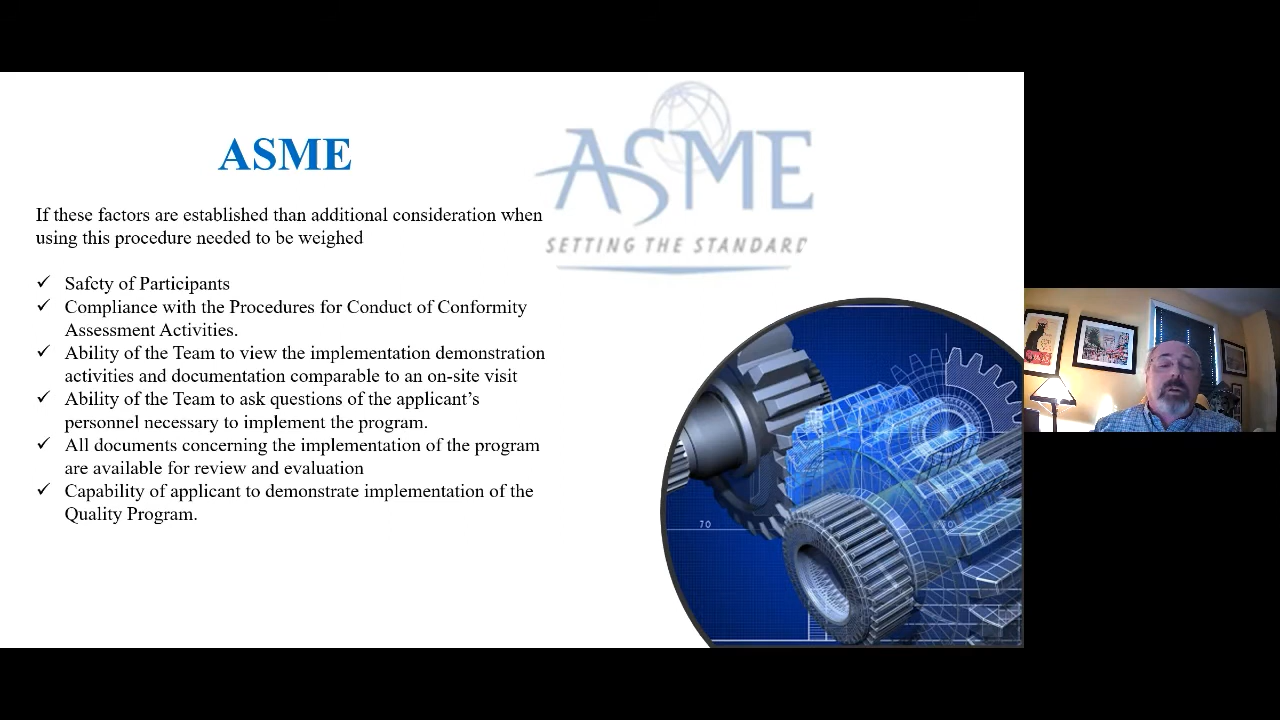 ASME
ASME
SETTING THE STANDARD
If these factors are established than additional consideration when
using this procedure needed to be weighed
✓ Safety of Participants
✓ Compliance with the Procedures for Conduct of Conformity
Assessment Activities.
✓ Ability of the Team to view the implementation demonstration
activities and documentation comparable to an on-site visit
✓ Ability of the Team to ask questions of the applicant's
personnel necessary to implement the program.
✓ All documents concerning the implementation of the program
are available for review and evaluation
✓ Capability of applicant to demonstrate implementation of the
Quality Program.
70